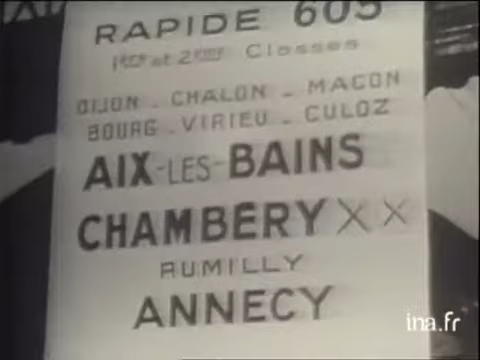 RAPIDE 605
1ère et 2ème Classes
DIJON - CHALON - MACON
BOURG - VIRIEU - CULOZ
AIX-LES-BAINS
CHAMBERY X X
RUMILLY
ANNECY
ina.fr